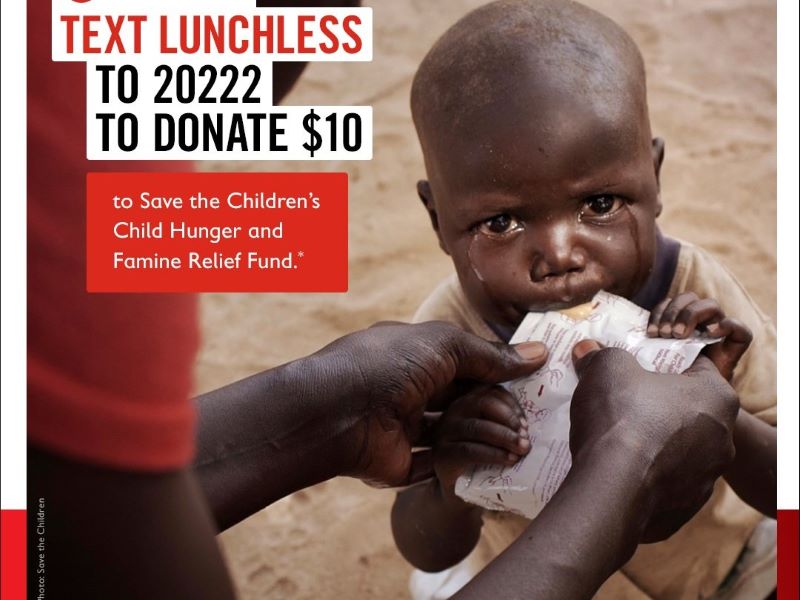 TEXT LUNCHLESS
TO 20222
TO DONATE $10
to Save the Children’s
Child Hunger and
Famine Relief Fund.*
Photo: Save the Children